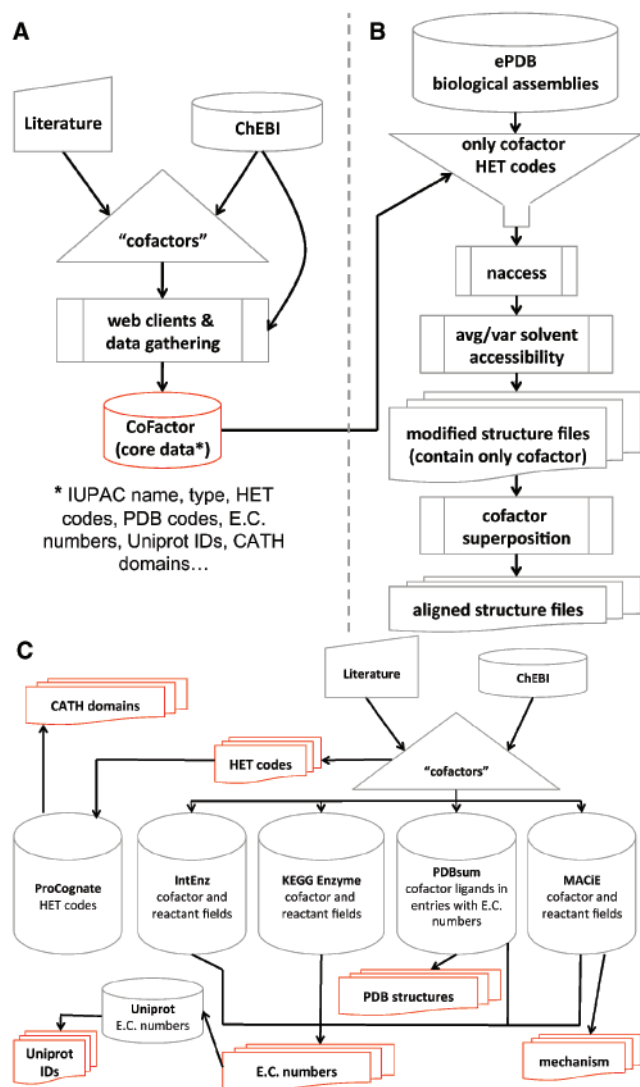 A
Literature
ChEBI
"cofactors"
web clients &
data gathering
CoFactor
(core data*)
* IUPAC name, type, HET
codes, PDB codes, E.C.
numbers, Uniprot IDs, CATH
domains...
B
ePDB
biological assemblies
only cofactor
HET codes
naccess
avg/var solvent
accessibility
modified structure files
(contain only cofactor)
cofactor
superposition
aligned structure files
C
Literature
ChEBI
CATH domains
HET codes
"cofactors"
ProCognate
HET codes
IntEnz
cofactor and
reactant fields
KEGG Enzyme
cofactor and
reactant fields
PDBsum
cofactor ligands in
entries with E.C.
numbers
MACiE
cofactor and
reactant fields
PDB structures
Uniprot
E.C. numbers
Uniprot
IDs
E.C. numbers
mechanism